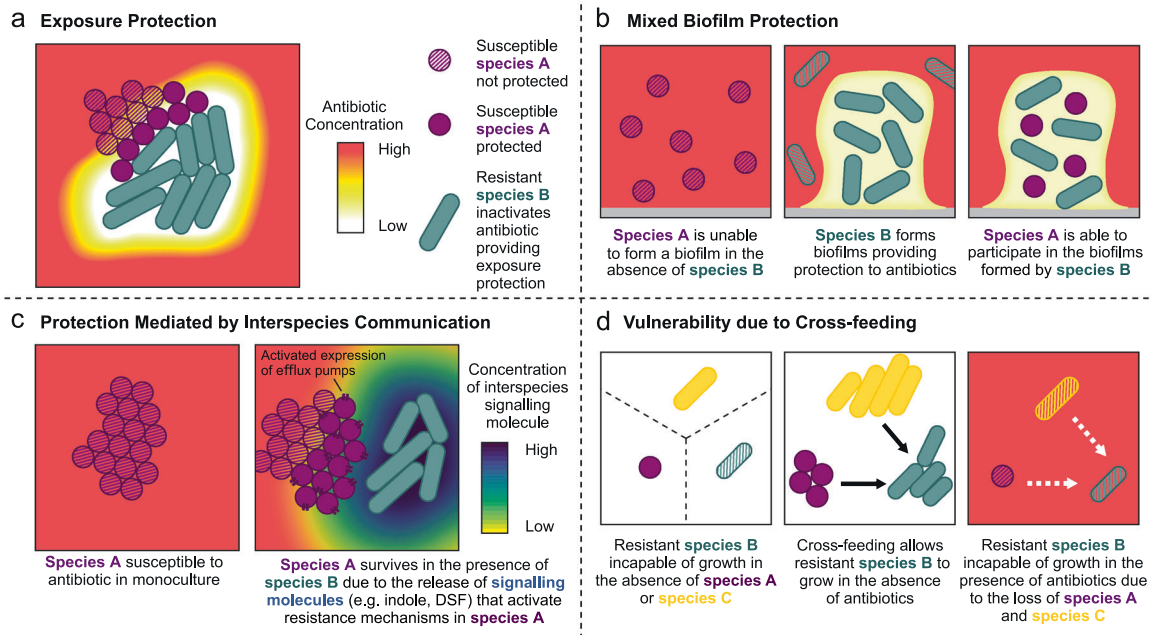 a Exposure Protection
Antibiotic
Concentration
High
Low
Susceptible
species A
not protected
Susceptible
species A
protected
Resistant
species B
inactivates
antibiotic
providing
exposure
protection
b Mixed Biofilm Protection
Species A is unable
to form a biofilm in the
absence of species B
Species B forms
biofilms providing
protection to antibiotics
Species A is able to
participate in the biofilms
formed by species B
c Protection Mediated by Interspecies Communication
Species A susceptible to
antibiotic in monoculture
Activated expression
of efflux pumps
Concentration
of interspecies
signalling
molecule
High
Low
Species A survives in the presence of
species B due to the release of signalling
molecules (e.g. indole, DSF) that activate
resistance mechanisms in species A
d Vulnerability due to Cross-feeding
Resistant species B
incapable of growth in
the absence of species A
or species C
Cross-feeding allows
resistant species B to
grow in the absence
of antibiotics
Resistant species B
incapable of growth in the
presence of antibiotics due
to the loss of species A
and species C